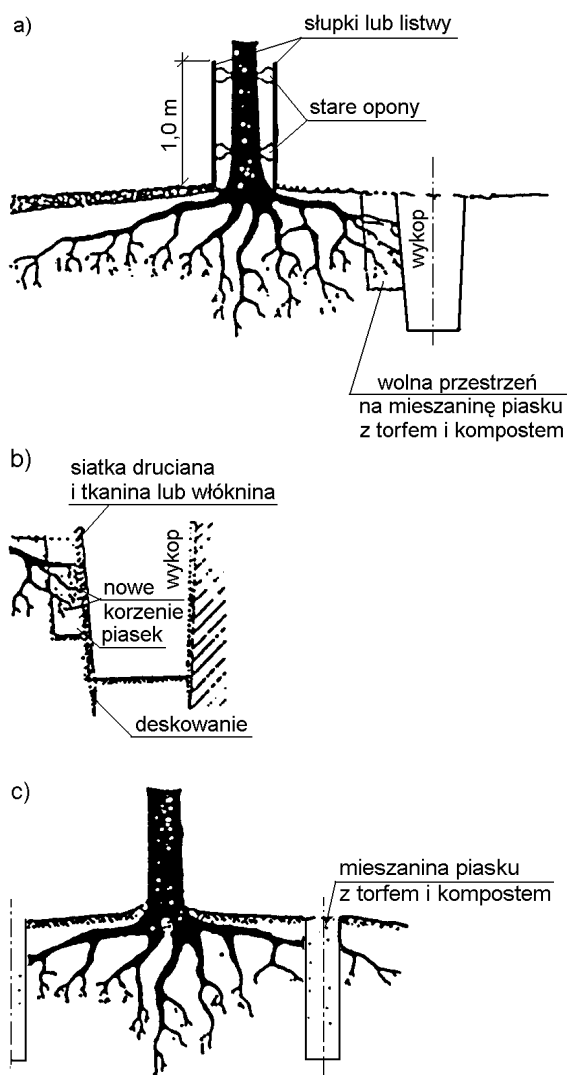 a)
słupki lub listwy
stare opony
1,0 m
wykop
wolna przestrzeń
na mieszaninę piasku
z torfem i kompostem
b)
siatka druciana
i tkanina lub włóknina
wykop
nowe
korzenie
piasek
deskowanie
c)
mieszanina piasku
z torfem i kompostem